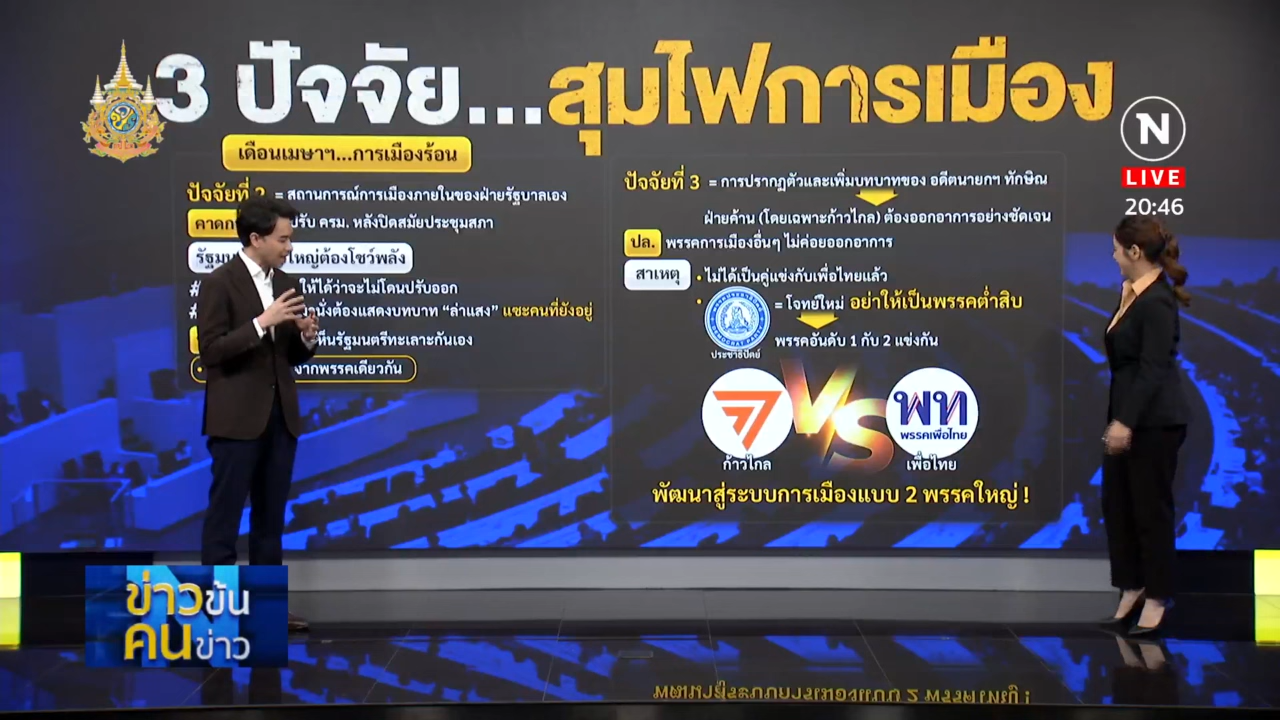 3 ปัจจัย...สุมไฟการเมือง
เดือนเมษาฯ...การเมืองร้อน
ปัจจัยที่ 2 = สถานการณ์การเมืองภายในของฝ่ายรัฐบาลเอง
ปรับ ครม. หลังปิดสมัยประชุมสภา
ใหญ่ต้องโชว์พลัง
ให้ได้ว่าจะไม่โดนปรับออก
นั่งต้องแสดงบทบาท “ล่าแสง” แซะคนที่ยังอยู่
รัฐมนตรีทะเลาะกันเอง
จากพรรคเดียวกัน
ปัจจัยที่ 3 = การปรากฏตัวและเพิ่มบทบาทของ อดีตนายกฯ ทักษิณ
ฝ่ายค้าน (โดยเฉพาะก้าวไกล) ต้องออกอาการอย่างชัดเจน
ปล. พรรคการเมืองอื่นๆ ไม่ค่อยออกอาการ
สาเหตุ • ไม่ได้เป็นคู่แข่งกับเพื่อไทยแล้ว
• = โจทย์ใหม่ อย่าให้เป็นพรรคต่ำสิบ
ประชาธิปัตย์
พรรคอันดับ 1 กับ 2 แข่งกัน
VS
พท
พรรคเพื่อไทย
ก้าวไกล
เพื่อไทย
พัฒนาสู่ระบบการเมืองแบบ 2 พรรคใหญ่ !
N
LIVE
20:46
ข่าวข้น
คนข่าว